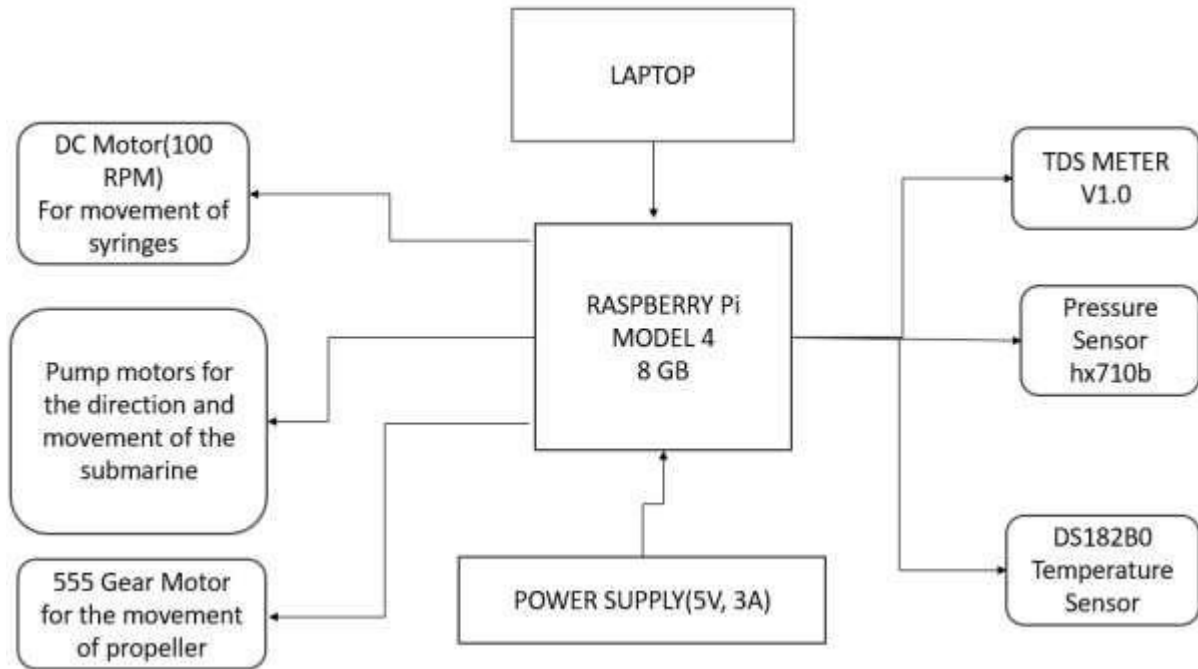 LAPTOP
DC Motor(100
RPM)
For movement of
syringes
TDS METER
V1.0
RASPBERRY Pi
MODEL 4
8 GB
Pressure
Sensor
hx710b
Pump motors for
the direction and
movement of the
submarine
555 Gear Motor
for the movement
of propeller
POWER SUPPLY(5V, 3A)
DS182B0
Temperature
Sensor